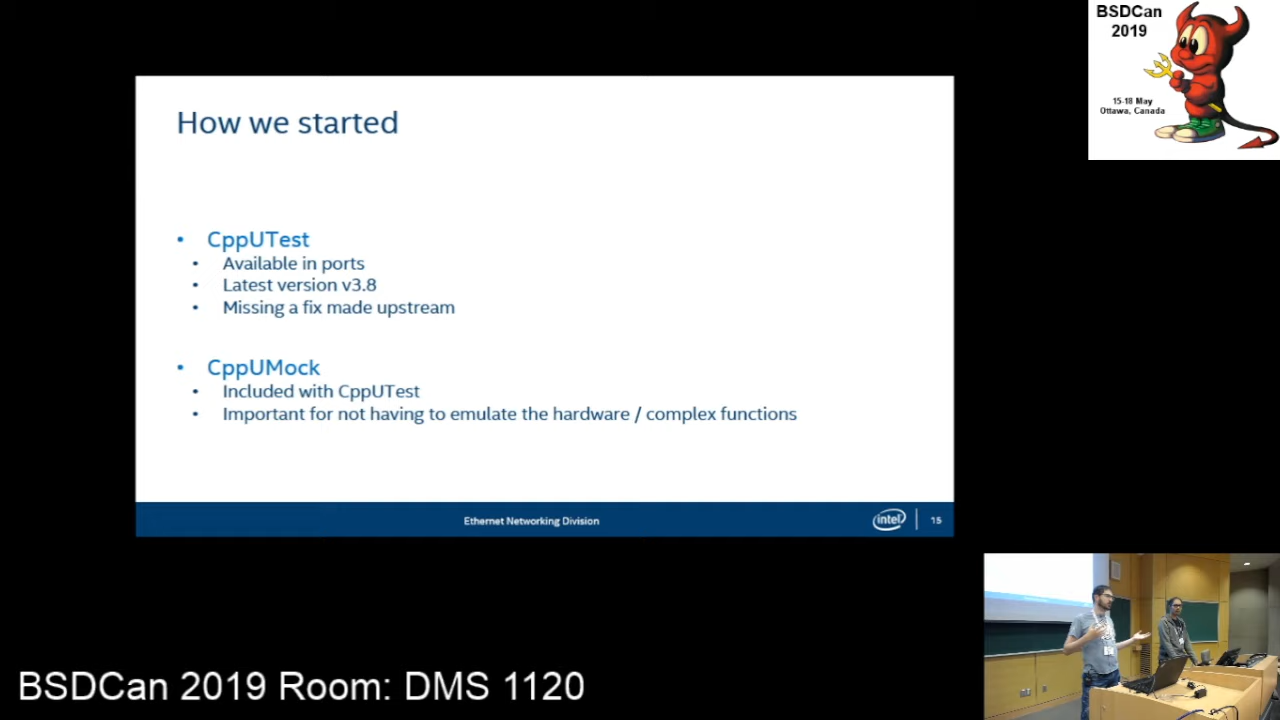 BSDCan
2019
15-18 May
Ottawa, Canada
How we started
• CppUTest
• Available in ports
• Latest version v3.8
• Missing a fix made upstream
• CppUMock
• Included with CppUTest
• Important for not having to emulate the hardware / complex functions
Ethernet Networking Division
intel
15
BSDCan 2019 Room: DMS 1120